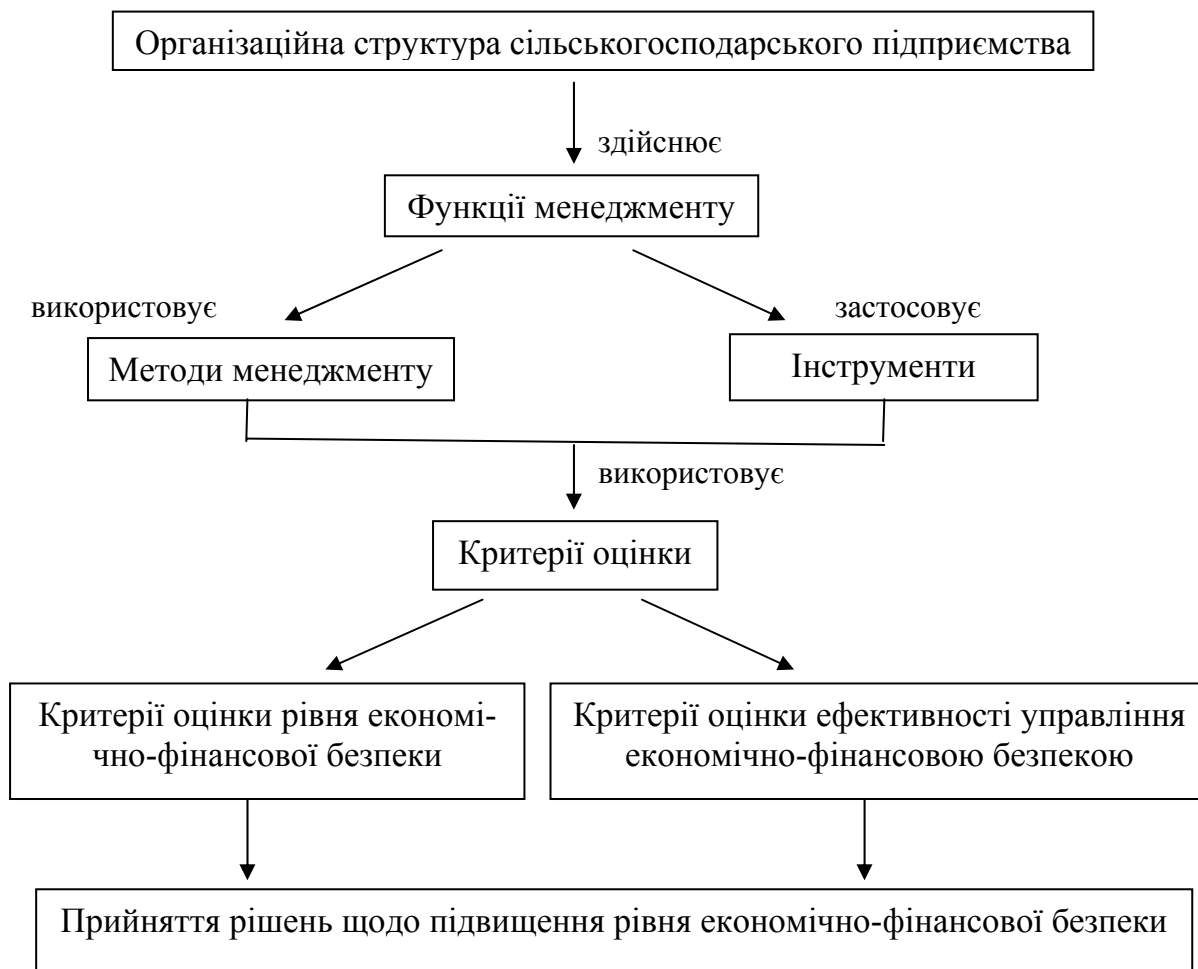 Організаційна структура сільськогосподарського підприємства
здійснює
Функції менеджменту
використовує
застосовує
Методи менеджменту
Інструменти
використовує
Критерії оцінки
Критерії оцінки рівня економі-
чно-фінансової безпеки
Критерії оцінки ефективності управління
економічно-фінансовою безпекою
Прийняття рішень щодо підвищення рівня економічно-фінансової безпеки